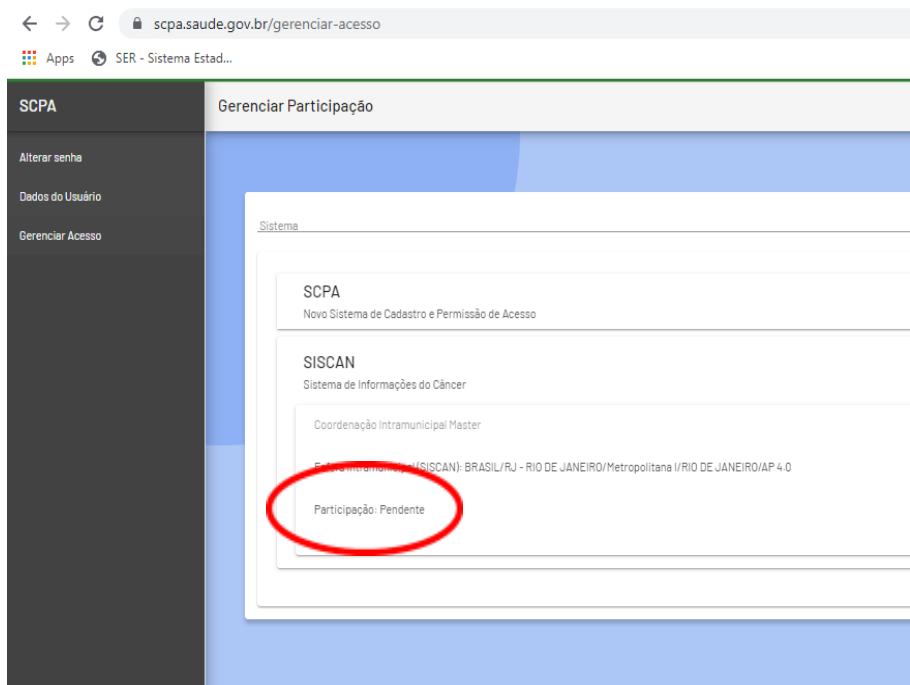 scpa.saude.gov.br/gerenciar-acesso
Apps SER - Sistema Estad...
SCPA
Gerenciar Participação
Alterar senha
Dados do Usuário
Gerenciar Acesso
Sistema
SCPA
Novo Sistema de Cadastro e Permissão de Acesso
SISCAN
Sistema de Informações do Câncer
Coordenação Intramunicipal Master
Esfera Intramunicipal (SISCAN): BRASIL/RJ - RIO DE JANEIRO/Metropolitana I/RIO DE JANEIRO/AP 4.0
Participação: Pendente